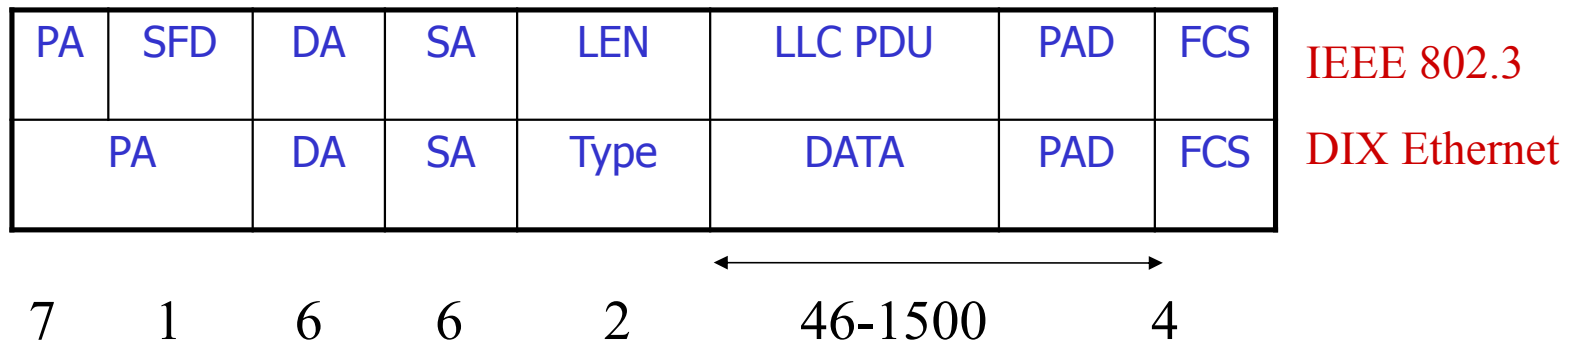 PA SFD DA SA LEN LLC PDU PAD FCS IEEE 802.3
PA DA SA Type DATA PAD FCS DIX Ethernet
7 1 6 6 2 46-1500 4